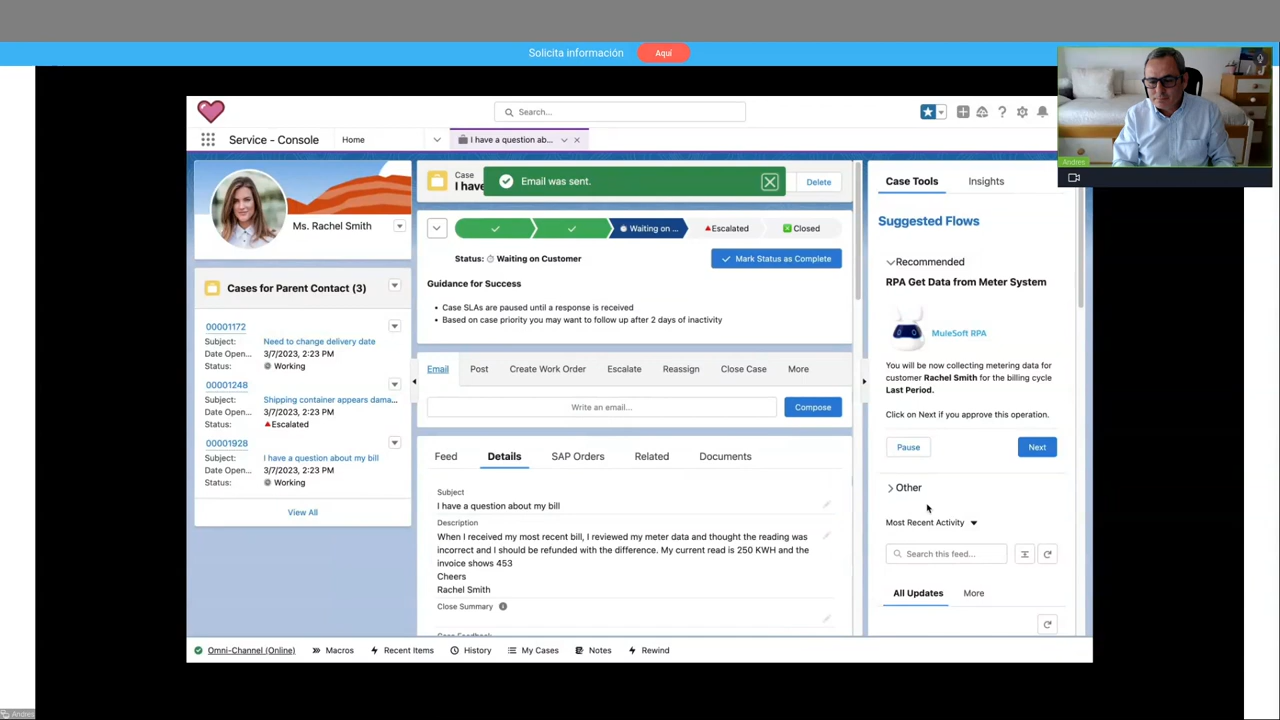 Solicita información
Aquí
Search...
Service - Console
Home
I have a question ab...
Andres
Ms. Rachel Smith
Case
I have
Email was sent.
Delete
Case Tools
Insights
Suggested Flows
Waiting on ...
Escalated
Closed
Status:
Waiting on Customer
Mark Status as Complete
Guidance for Success
Case SLAs are paused until a response is received
Based on case priority you may want to follow up after 2 days of inactivity
Recommended
RPA Get Data from Meter System
MuleSoft RPA
You will be now collecting metering data for
customer Rachel Smith for the billing cycle
Last Period.
Click on Next if you approve this operation.
Pause
Next
Cases for Parent Contact (3)
00001172
Subject: Need to change delivery date
Date Open... 3/7/2023, 2:23 PM
Status: Working
00001248
Subject: Shipping container appears dama...
Date Open... 3/7/2023, 2:23 PM
Status: Escalated
00001928
Subject: I have a question about my bill
Date Open... 3/7/2023, 2:23 PM
Status: Working
View All
Email
Post
Create Work Order
Escalate
Reassign
Close Case
More
Write an email...
Compose
Feed
Details
SAP Orders
Related
Documents
Subject
I have a question about my bill
Description
When I received my most recent bill, I reviewed my meter data and thought the reading was
incorrect and I should be refunded with the difference. My current read is 250 KWH and the
invoice shows 453
Cheers
Rachel Smith
Close Summary
Other
Most Recent Activity
Search this feed...
All Updates
More
Omni-Channel (Online)
Macros
Recent Items
History
My Cases
Notes
Rewind
Andres